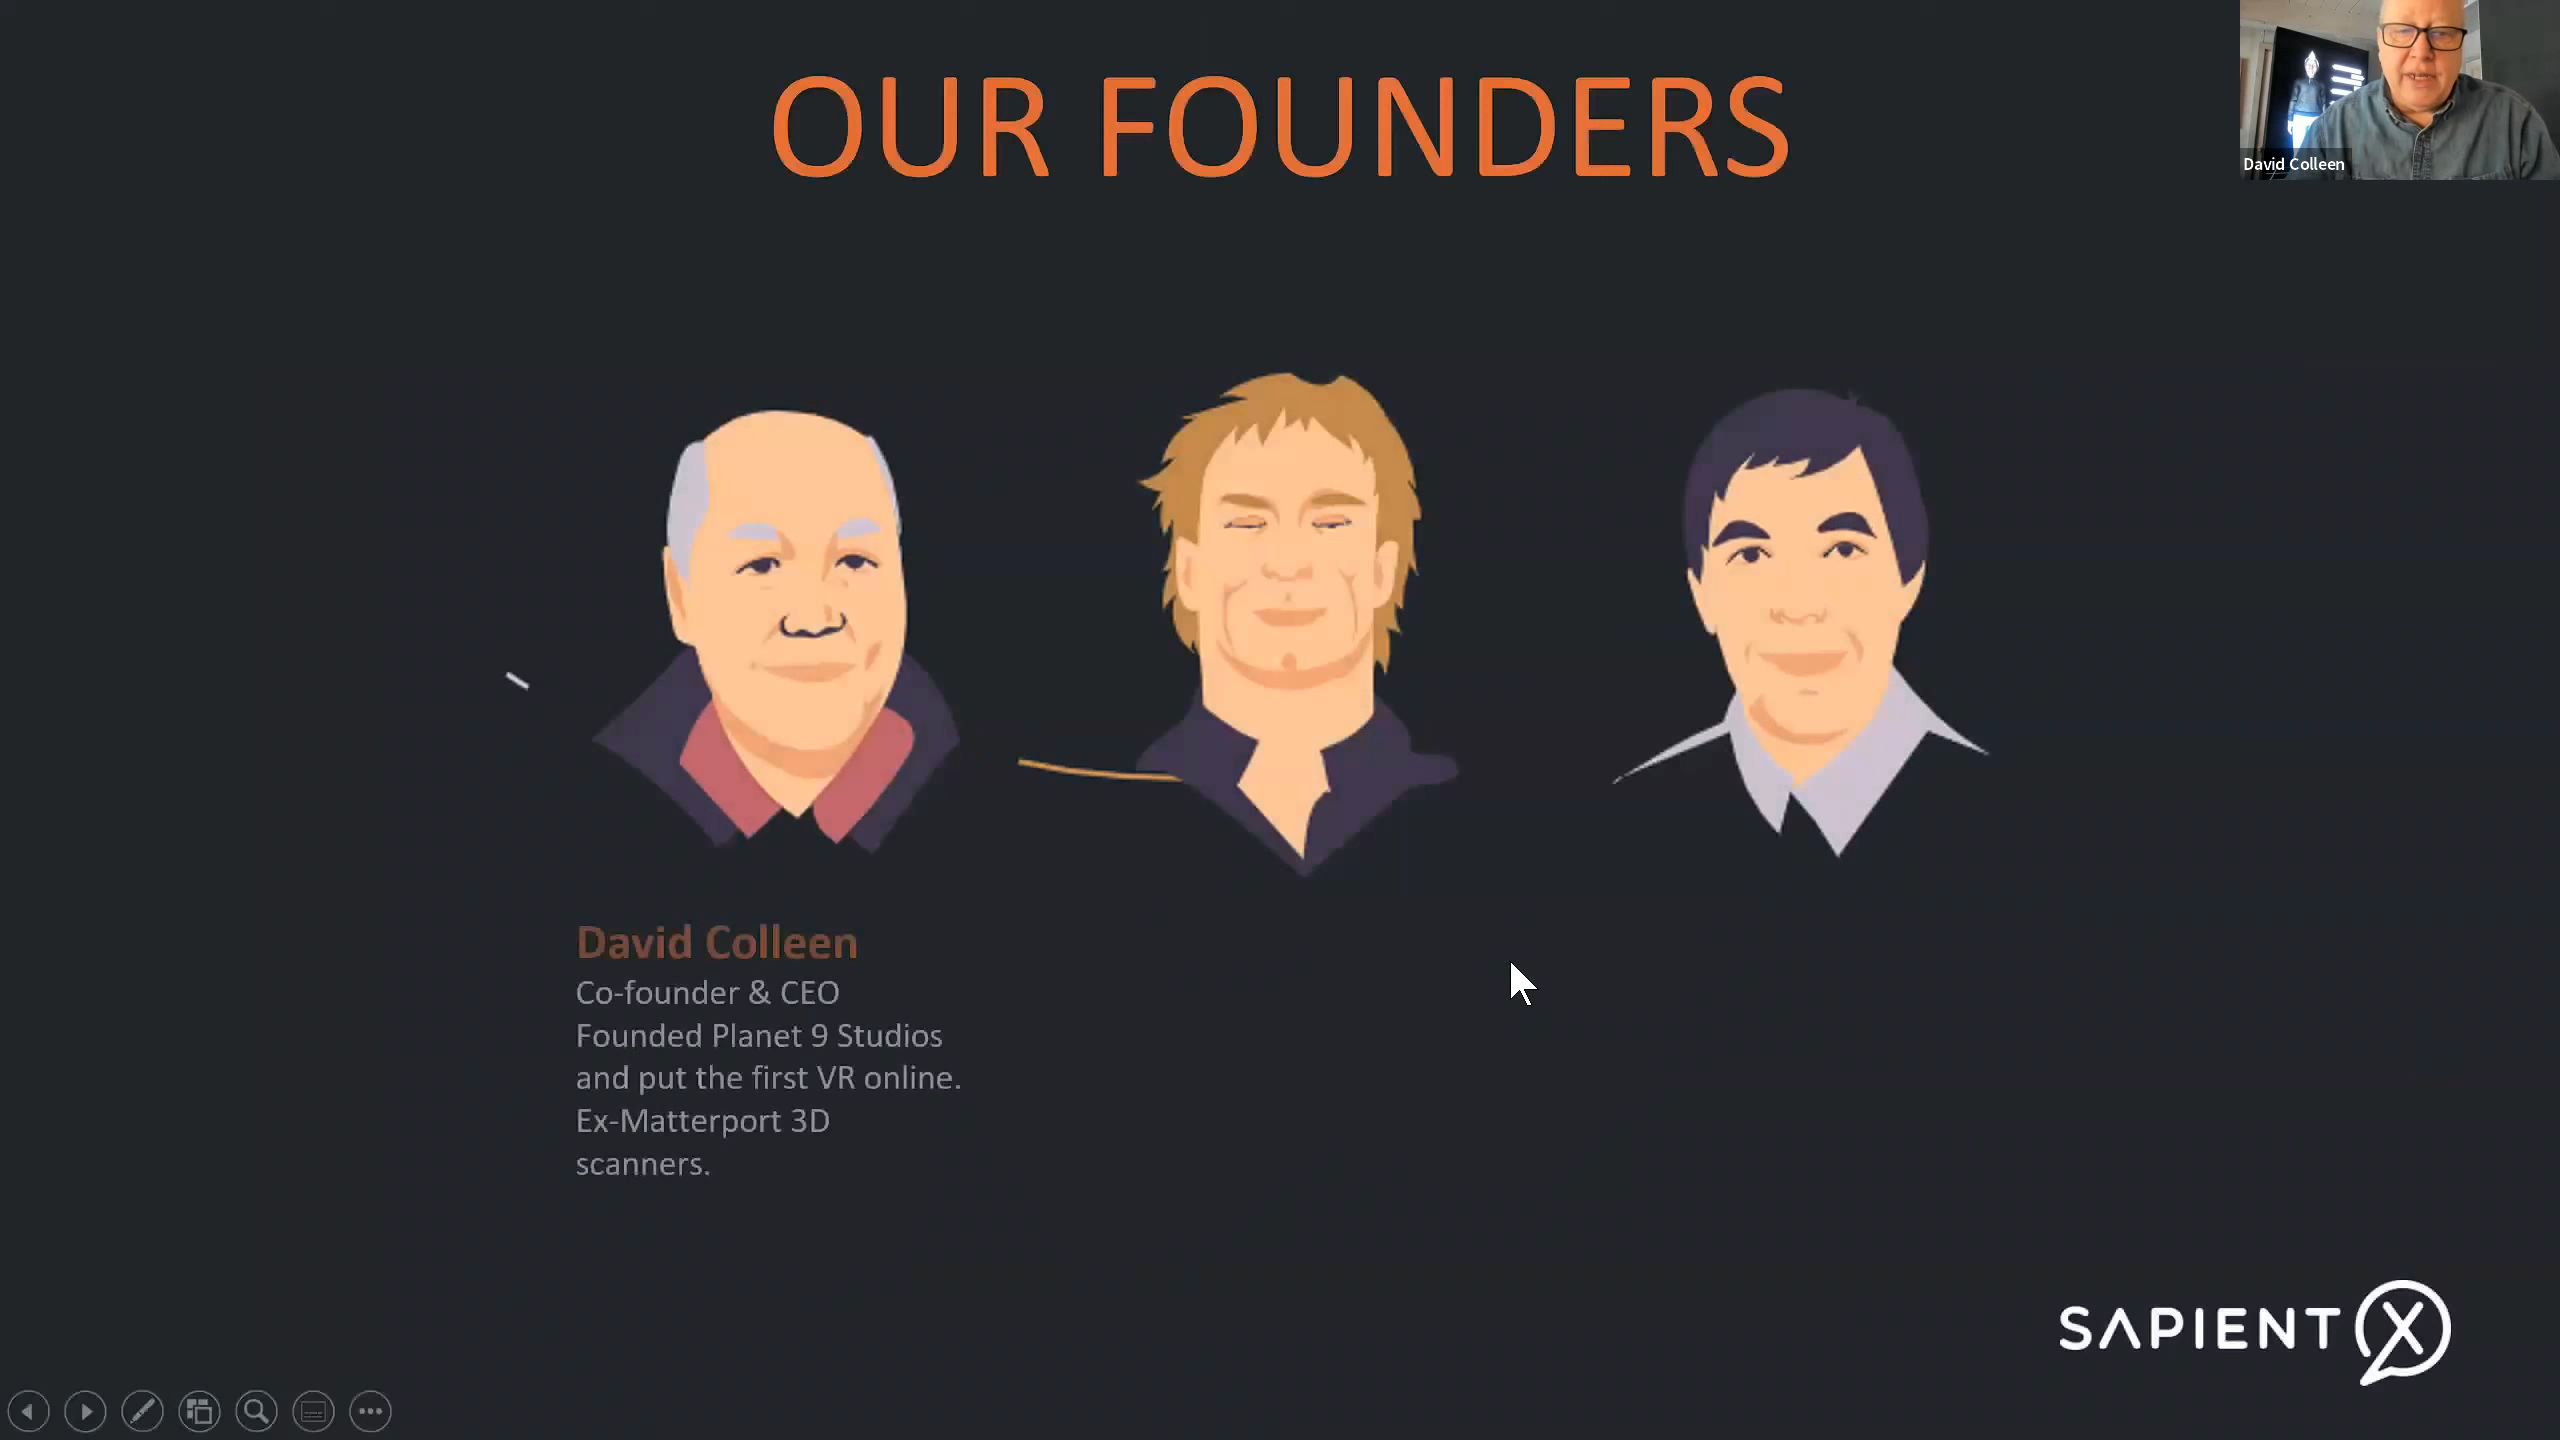 OUR FOUNDERS
David Colleen
David Colleen
Co-founder & CEO
Founded Planet 9 Studios
and put the first VR online.
Ex-Matterport 3D
scanners.
SAPIENT X